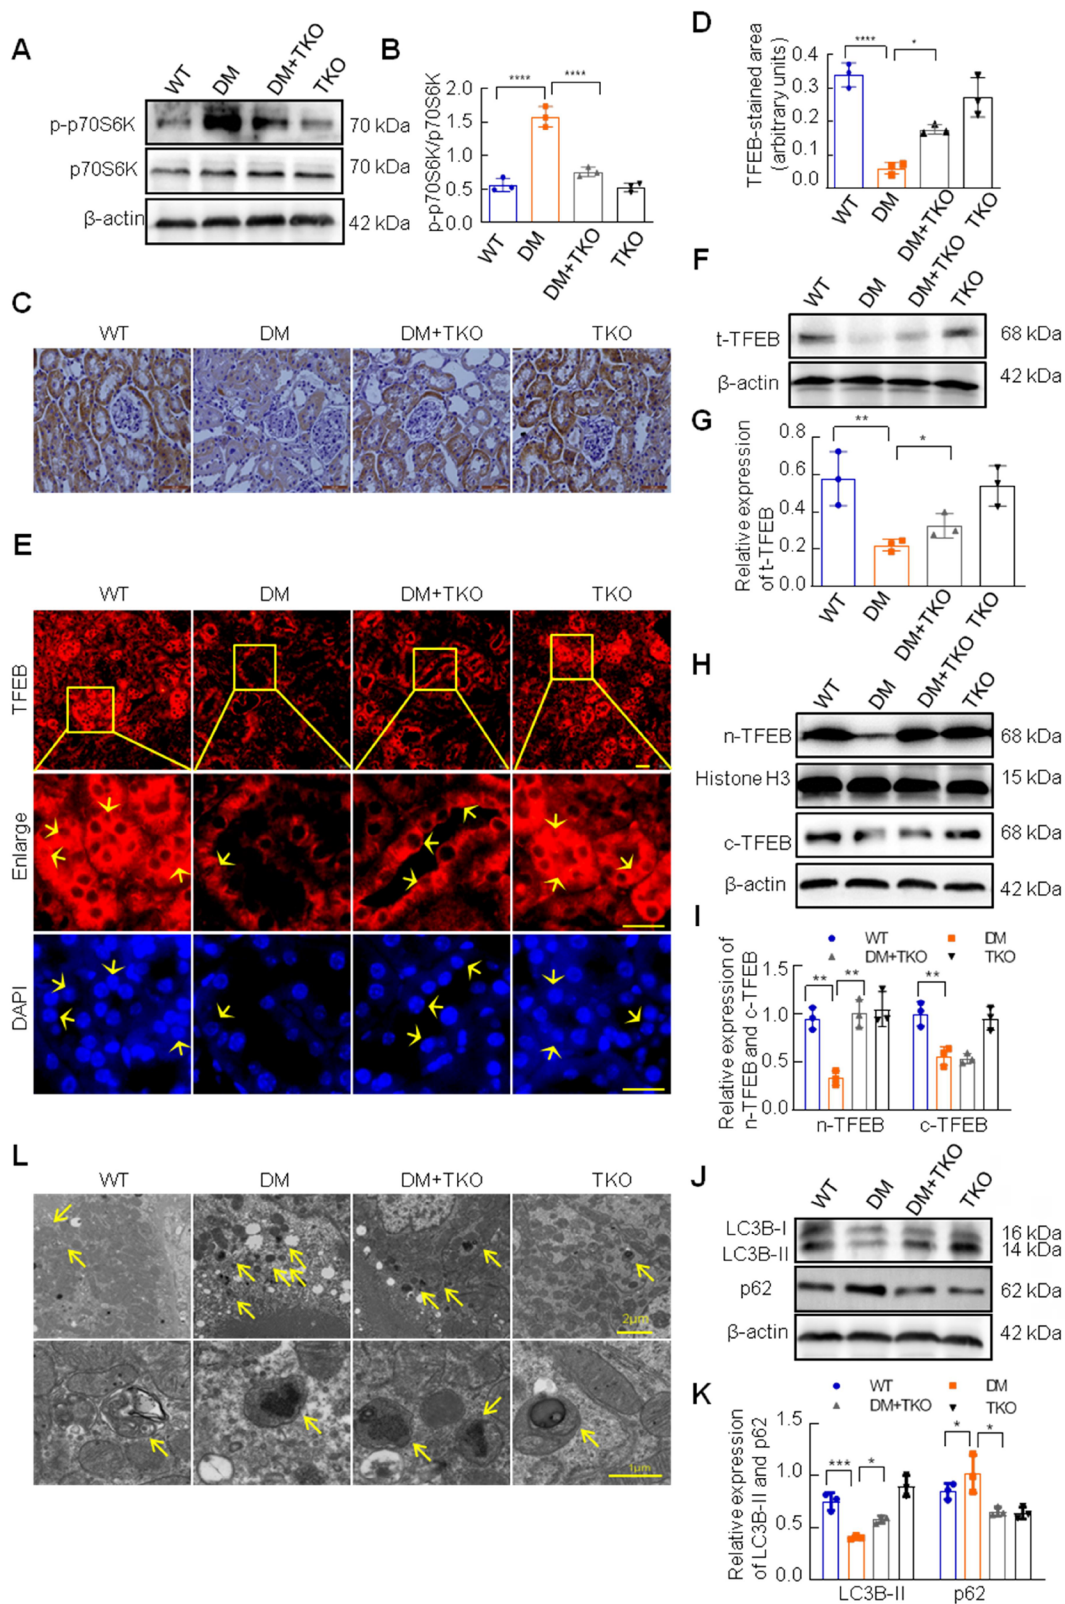 A
WT
DM
DM+TKO
TKO
p-p70S6K
70 kDa
p70S6K
70 kDa
β-actin
42 kDa
B
****
****
p-p70S6K/p70S6K
2.0
1.5
1.0
0.5
0.0
WT
DM
DM+TKO
TKO
D
****
*
TFEB-stained area
(arbitrary units)
0.4
0.3
0.2
0.1
0.0
WT
DM
DM+TKO
TKO
C
WT
DM
DM+TKO
TKO
F
WT
DM
DM+TKO
TKO
t-TFEB
68 kDa
β-actin
42 kDa
G
**
*
Relative expression
of t-TFEB
0.8
0.6
0.4
0.2
0.0
WT
DM
DM+TKO
TKO
E
WT
DM
DM+TKO
TKO
TFEB
Enlarge
DAPI
H
WT
DM
DM+TKO
TKO
n-TFEB
68 kDa
Histone H3
15 kDa
c-TFEB
68 kDa
β-actin
42 kDa
I
WT
DM
DM+TKO
TKO
Relative expression of
n-TFEB and c-TFEB
1.5
1.0
0.5
0.0
**
**
**
n-TFEB
c-TFEB
L
WT
DM
DM+TKO
TKO
2μm
1μm
J
WT
DM
DM+TKO
TKO
LC3B-I
16 kDa
LC3B-II
14 kDa
p62
62 kDa
β-actin
42 kDa
K
WT
DM
DM+TKO
TKO
Relative expression
of LC3B-II and p62
1.5
1.0
0.5
0.0
***
*
*
*
LC3B-II
p62